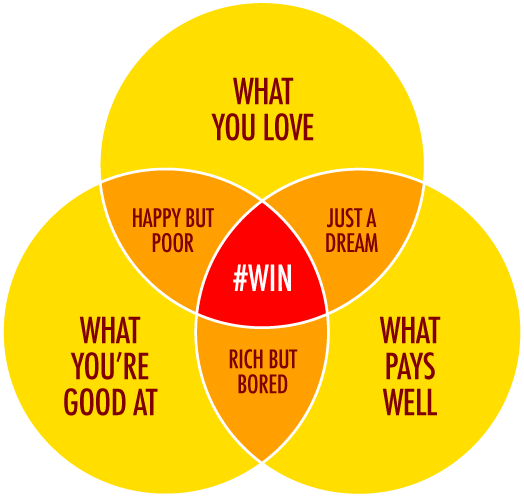 WHAT
YOU LOVE
HAPPY BUT
POOR
JUST A
DREAM
#WIN
WHAT
YOU'RE
GOOD AT
RICH BUT
BORED
WHAT
PAYS
WELL